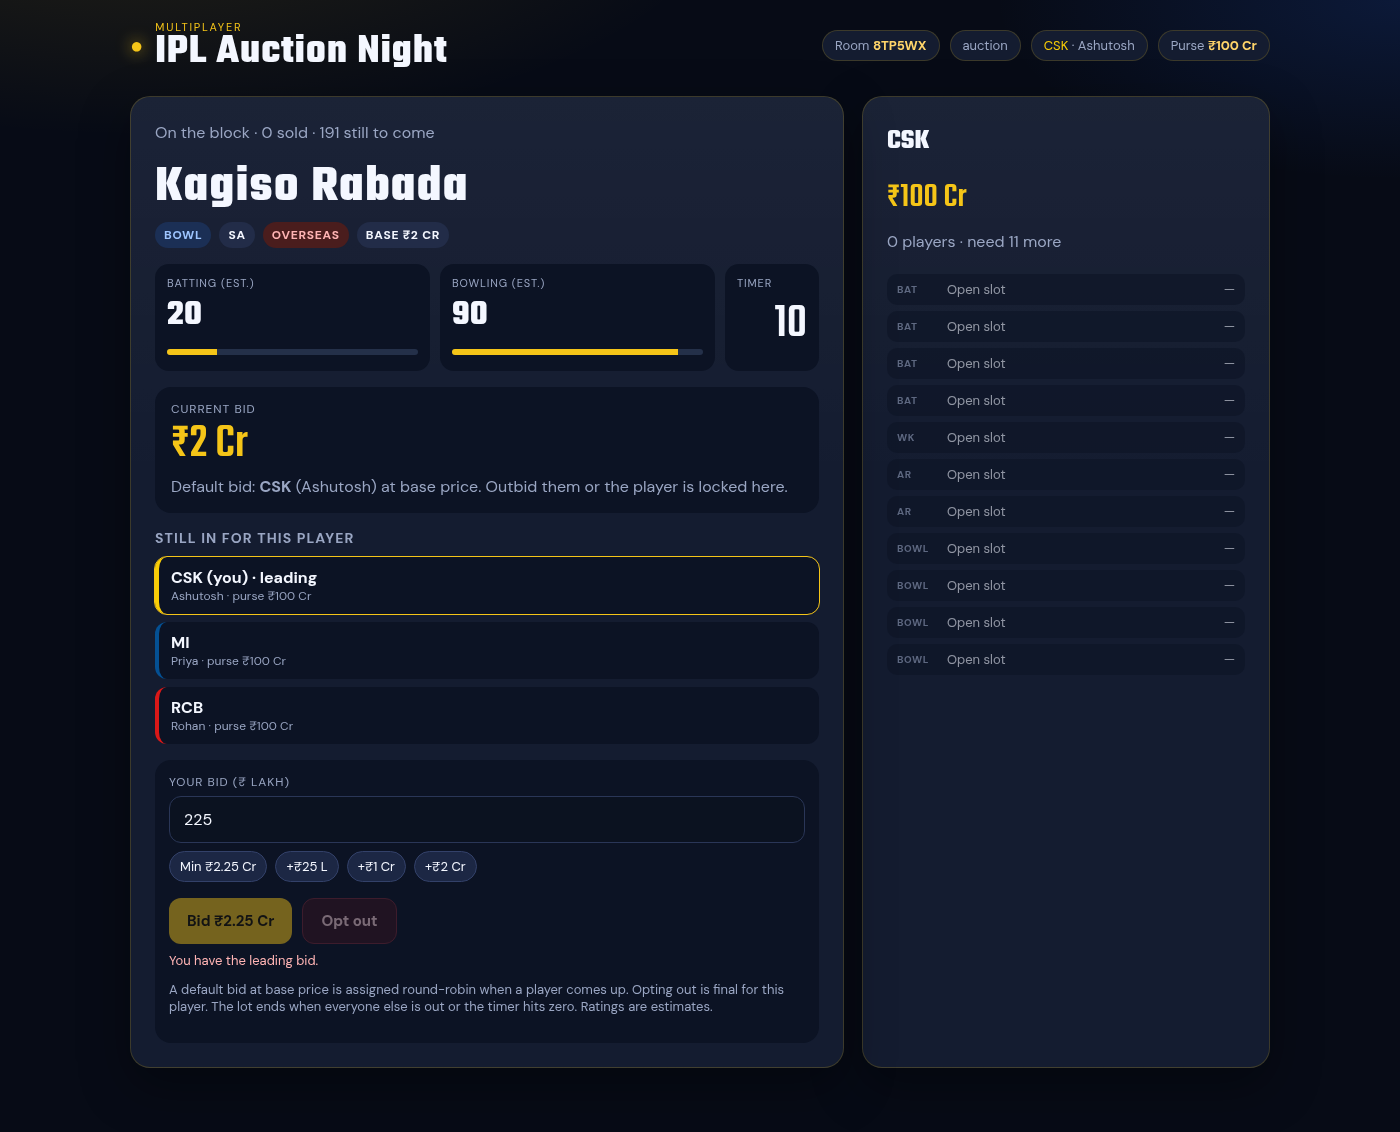 MULTIPLAYER
IPL Auction Night
Room 8TP5WX
auction
CSK · Ashutosh
Purse ₹100 Cr
On the block · 0 sold · 191 still to come
Kagiso Rabada
BOWL
SA
OVERSEAS
BASE ₹2 CR
BATTING (EST.)
20
BOWLING (EST.)
90
TIMER
10
CURRENT BID
₹2 Cr
Default bid: CSK (Ashutosh) at base price. Outbid them or the player is locked here.
STILL IN FOR THIS PLAYER
CSK (you) · leading
Ashutosh · purse ₹100 Cr
MI
Priya · purse ₹100 Cr
RCB
Rohan · purse ₹100 Cr
YOUR BID (₹ LAKH)
225
Min ₹2.25 Cr
+₹25 L
+₹1 Cr
+₹2 Cr
Bid ₹2.25 Cr
Opt out
You have the leading bid.
A default bid at base price is assigned round-robin when a player comes up. Opting out is final for this
player. The lot ends when everyone else is out or the timer hits zero. Ratings are estimates.
CSK
₹100 Cr
0 players · need 11 more
BAT Open slot —
BAT Open slot —
BAT Open slot —
BAT Open slot —
WK Open slot —
AR Open slot —
AR Open slot —
BOWL Open slot —
BOWL Open slot —
BOWL Open slot —
BOWL Open slot —